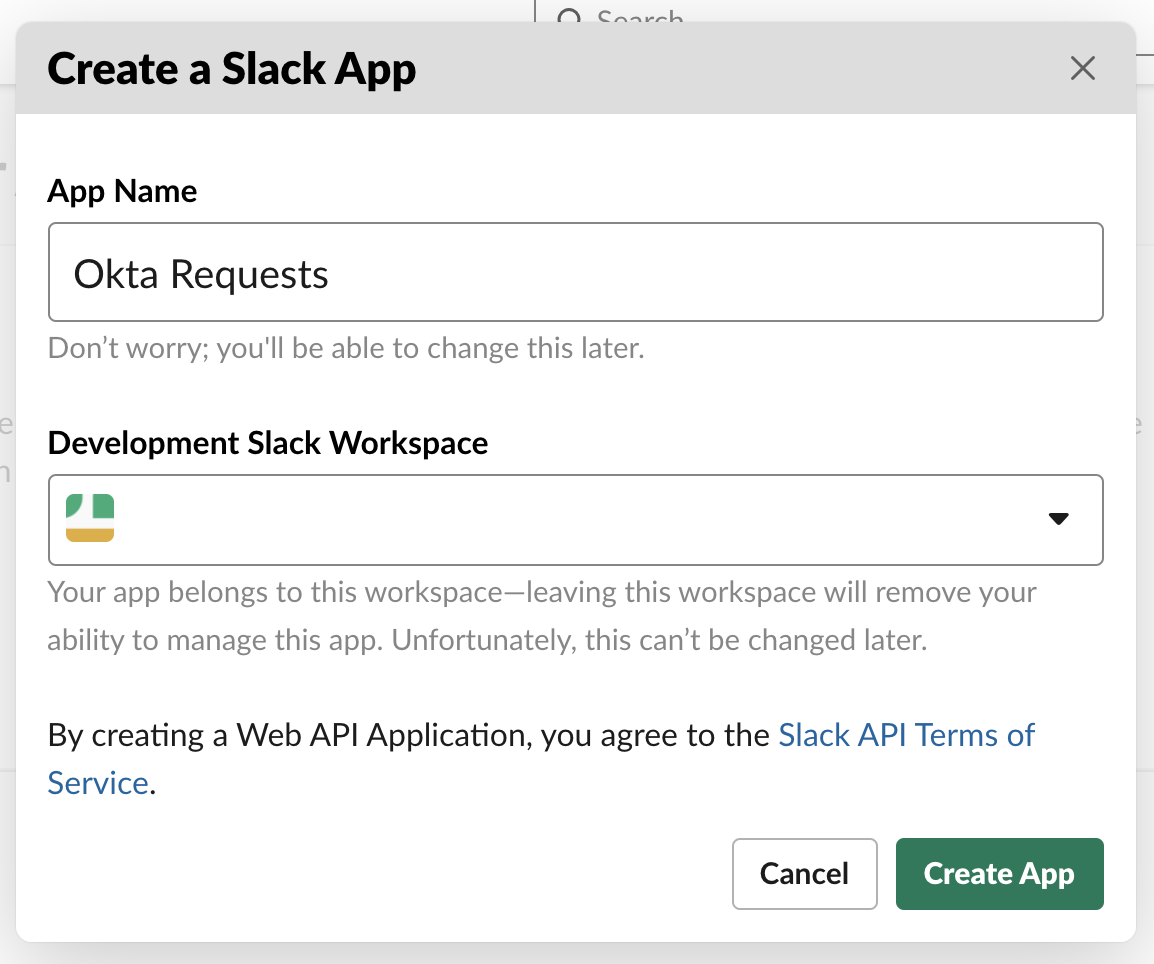 Search
Create a Slack App
App Name
Okta Requests
Don’t worry; you'll be able to change this later.
Development Slack Workspace
Your app belongs to this workspace—leaving this workspace will remove your
ability to manage this app. Unfortunately, this can’t be changed later.
By creating a Web API Application, you agree to the Slack API Terms of
Service.
Cancel
Create App